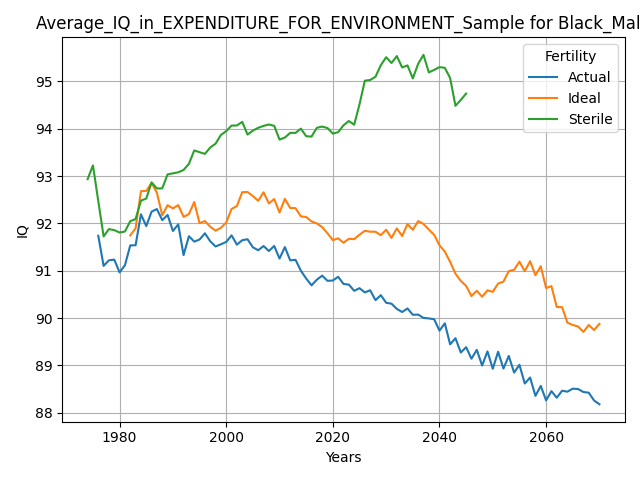 Average_IQ_in_EXPENDITURE_FOR_ENVIRONMENT_Sample for Black_Mal
Fertility
Actual
Ideal
Sterile
95
94
93
92
91
90
89
88
IQ
1980 2000 2020 2040 2060
Years